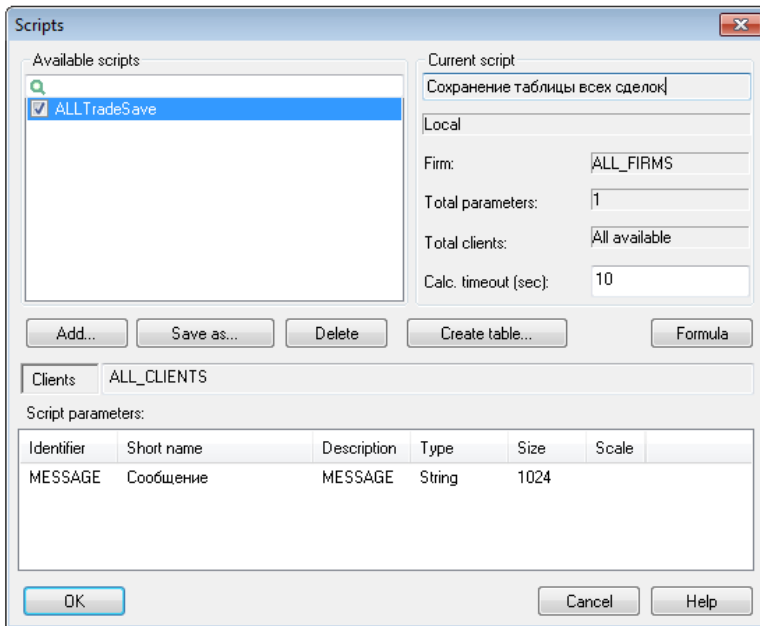 Scripts
Available scripts
ALLTradeSave
Current script
Сохранение таблицы всех сделок
Local
Firm: ALL_FIRMS
Total parameters: 1
Total clients: All available
Calc. timeout (sec): 10
Add... Save as... Delete Create table... Formula
Clients ALL_CLIENTS
Script parameters:
Identifier Short name Description Type Size Scale
MESSAGE Сообщение MESSAGE String 1024
OK Cancel Help